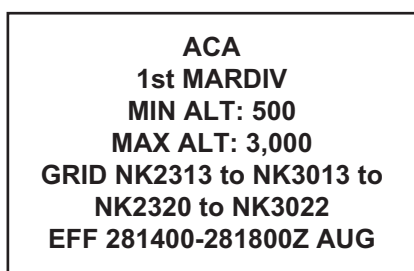 ACA
1st MARDIV
MIN ALT: 500
MAX ALT: 3,000
GRID NK2313 to NK3013 to
NK2320 to NK3022
EFF 281400-281800Z AUG